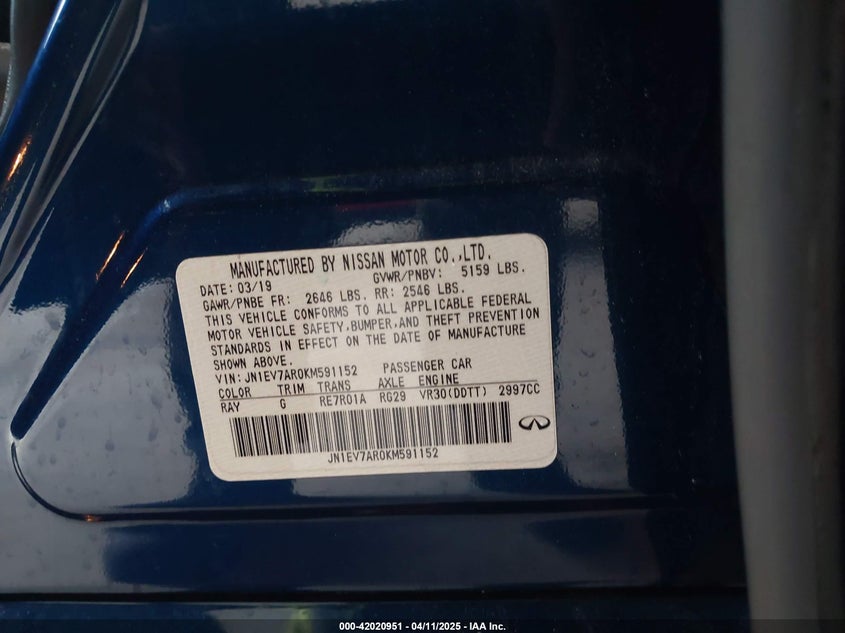 MANUFACTURED BY NISSAN MOTOR CO.,LTD.
DATE: 03/19 GVWR/PNBV: 5159 LBS.
GAWR/PNBE FR: 2646 LBS. RR: 2546 LBS.
THIS VEHICLE CONFORMS TO ALL APPLICABLE FEDERAL
MOTOR VEHICLE SAFETY,BUMPER,AND THEFT PREVENTION
STANDARDS IN EFFECT ON THE DATE OF MANUFACTURE
SHOWN ABOVE.
VIN: JN1EV7AR0KM591152 PASSENGER CAR
COLOR TRIM TRANS AXLE ENGINE
RAY G RE7R01A RG29 VR30(DDTT) 2997CC
JN1EV7AR0KM591152
000-42020951 - 04/11/2025 - IAA Inc.